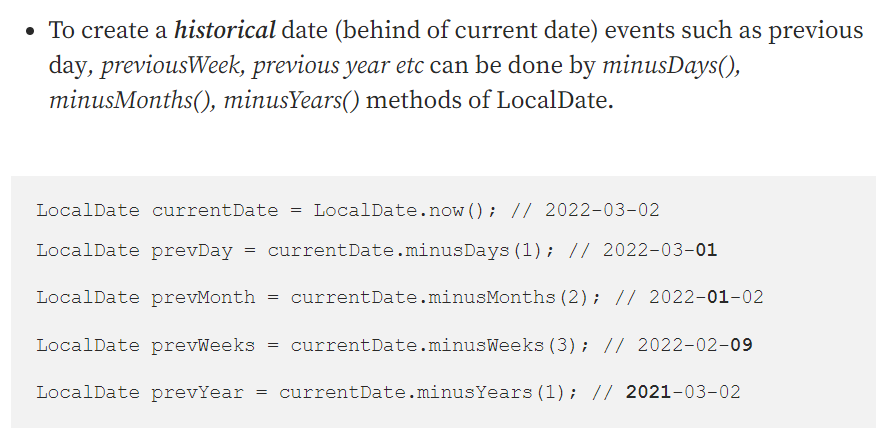 To create a historical date (behind of current date) events such as previous
day, previousWeek, previous year etc can be done by minusDays(),
minusMonths(), minusYears() methods of LocalDate.
LocalDate currentDate = LocalDate.now(); // 2022-03-02
LocalDate prevDay = currentDate.minusDays(1); // 2022-03-01
LocalDate prevMonth = currentDate.minusMonths(2); // 2022-01-02
LocalDate prevWeeks = currentDate.minusWeeks(3); // 2022-02-09
LocalDate prevYear = currentDate.minusYears(1); // 2021-03-02